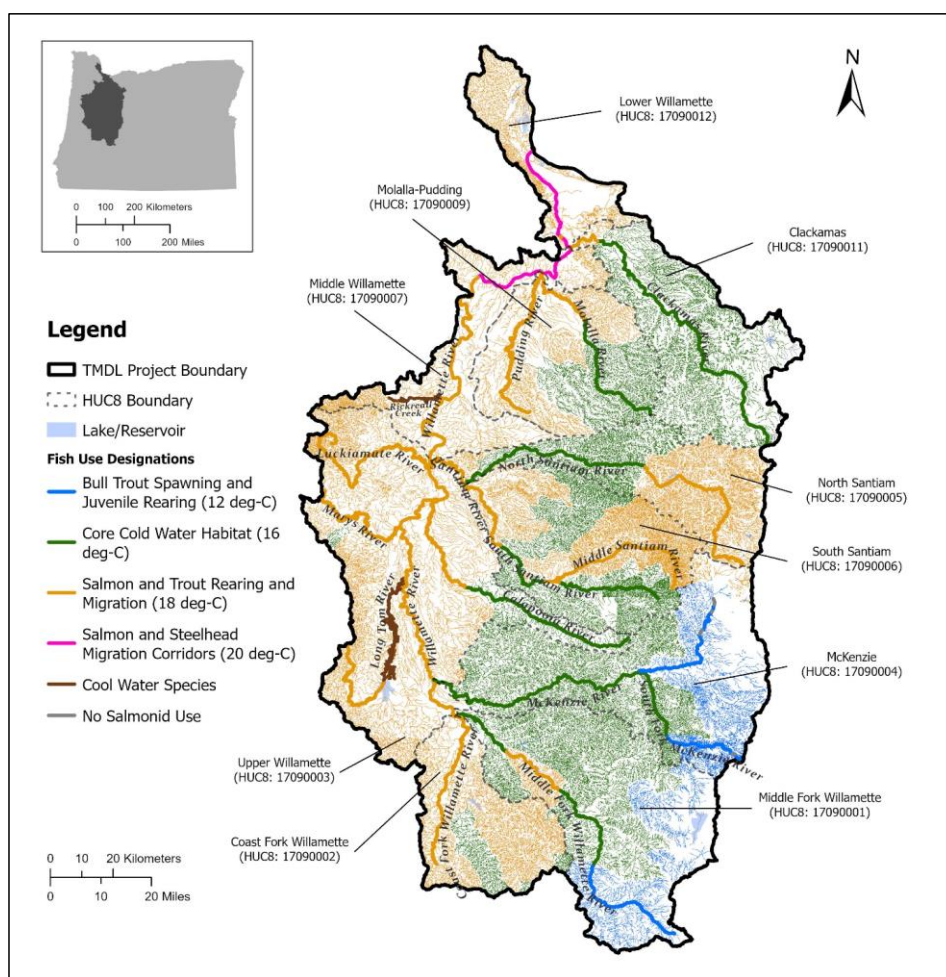 N
Lower Willamette
(HUC8: 17090012)
Molalla-Pudding
(HUC8: 17090009)
0 100 200 Kilometers
0 100 200 Miles
Clackamas
(HUC8: 17090011)
Middle Willamette
(HUC8: 17090007)
Legend
TMDL Project Boundary
HUC8 Boundary
Lake/Reservoir
Fish Use Designations
Bull Trout Spawning and
Juvenile Rearing (12 deg-C)
Core Cold Water Habitat (16
deg-C)
Salmon and Trout Rearing and
Migration (18 deg-C)
Salmon and Steelhead
Migration Corridors (20 deg-C)
Cool Water Species
No Salmonid Use
Clackamas River
Pudding River
Molalla River
Willamette River
Rickreall
Creek
Luckiamute River
Santiam River
North Santiam River
North Santiam
(HUC8: 17090005)
Marys River
South Santiam River
Middle Santiam River
South Santiam
(HUC8: 17090006)
Calapooia River
Long Tom River
Willamette River
McKenzie
(HUC8: 17090004)
McKenzie River
South Fork McKenzie River
Upper Willamette
(HUC8: 17090003)
Middle Fork Willamette
(HUC8: 17090001)
Middle Fork Willamette River
Coast Fork Willamette
(HUC8: 17090002)
Coast Fork Willamette River
0 10 20 Kilometers
0 10 20 Miles